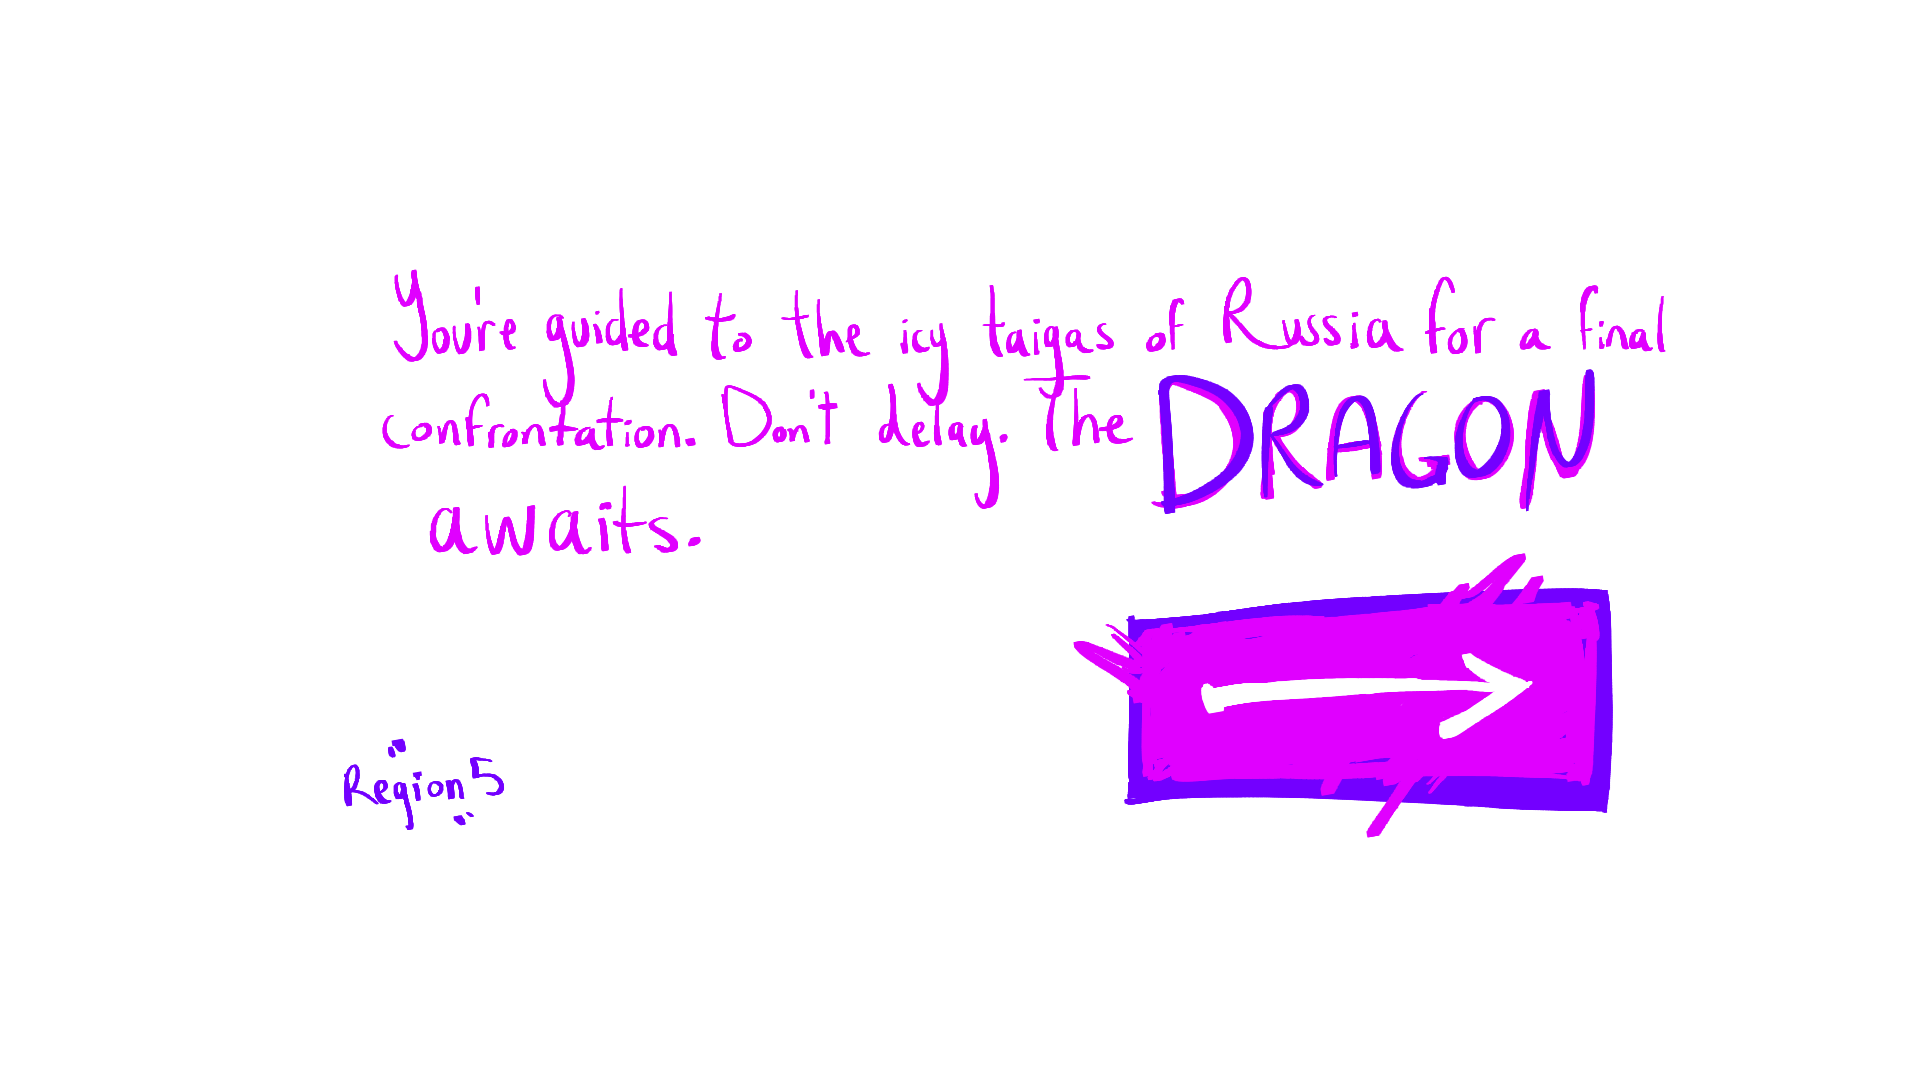 You're guided to the icy taigas of Russia for a final
confrontation. Don't delay. The DRAGON
awaits.
Region 5